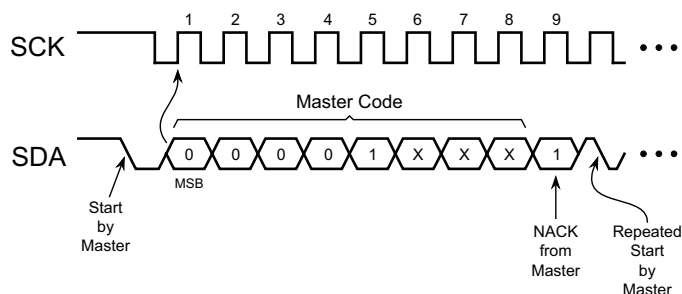 1 2 3 4 5 6 7 8 9
SCK
•••
Master Code
SDA
0 0 0 0 1 X X X 1
•••
MSB
Start
by
Master
NACK
from
Master
Repeated
Start
by
Master